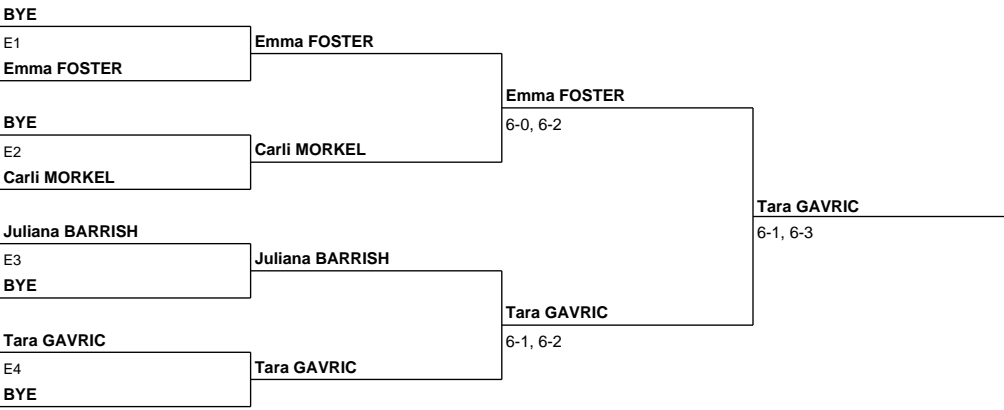 BYE
E1
Emma FOSTER
Emma FOSTER
Emma FOSTER
6-0, 6-2
BYE
E2
Carli MORKEL
Carli MORKEL
Tara GAVRIC
6-1, 6-3
Juliana BARRISH
E3
Juliana BARRISH
BYE
Tara GAVRIC
6-1, 6-2
Tara GAVRIC
E4
Tara GAVRIC
BYE